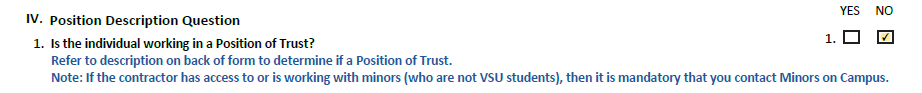 YES NO
IV. Position Description Question
1. Is the individual working in a Position of Trust? 1. ☐ ☑
Refer to description on back of form to determine if a Position of Trust.
Note: If the contractor has access to or is working with minors (who are not VSU students), then it is mandatory that you contact Minors on Campus.